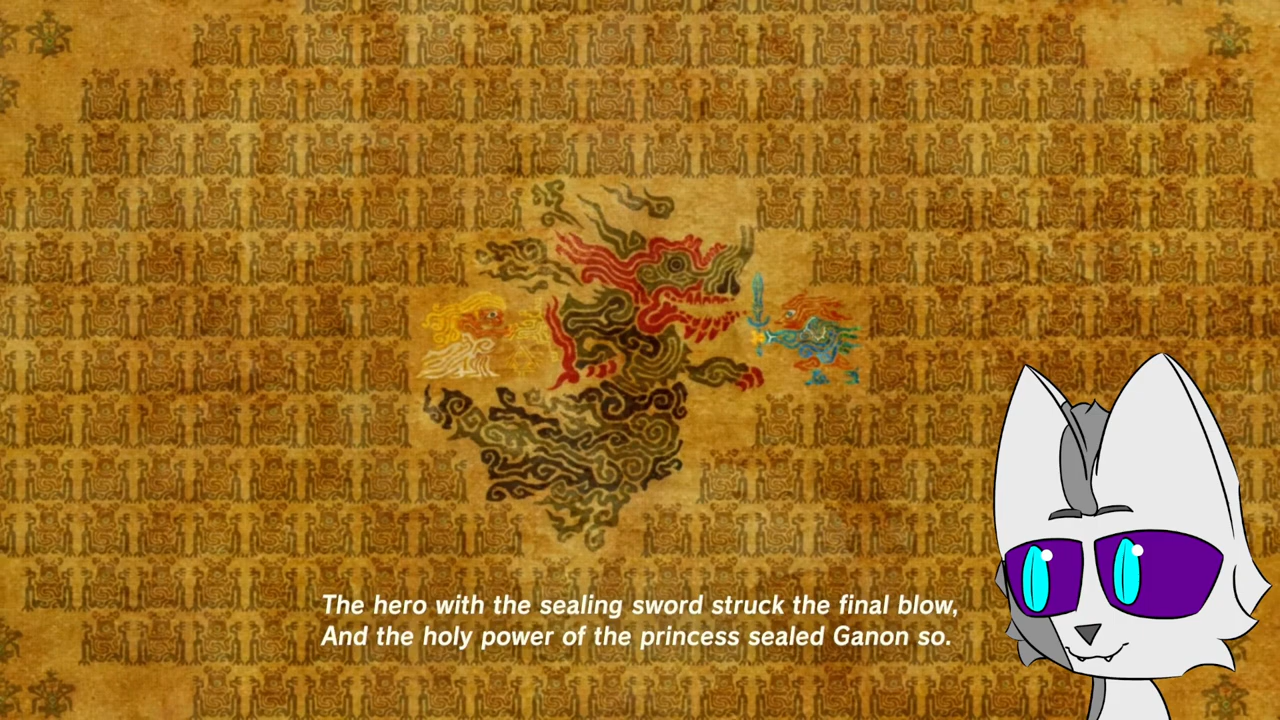 The hero with the sealing sword struck the final blow,
And the holy power of the princess sealed Ganon so.